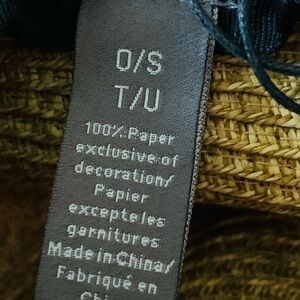 O/S
T/U
100% Paper
exclusive of
decoration/
Papier
excepte les
garnitures
Made in China/
Fabriqué en